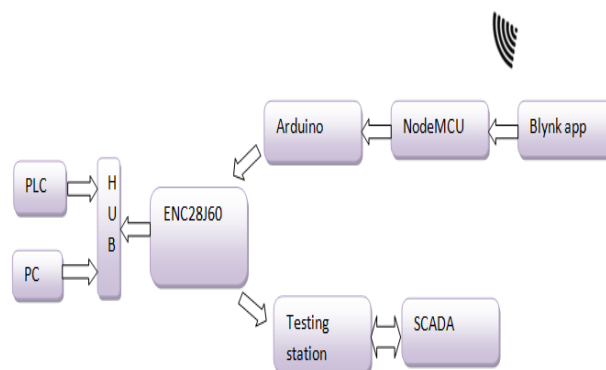 Arduino
NodeMCU
Blynk app
PLC
H
U
B
ENC28J60
PC
Testing
station
SCADA